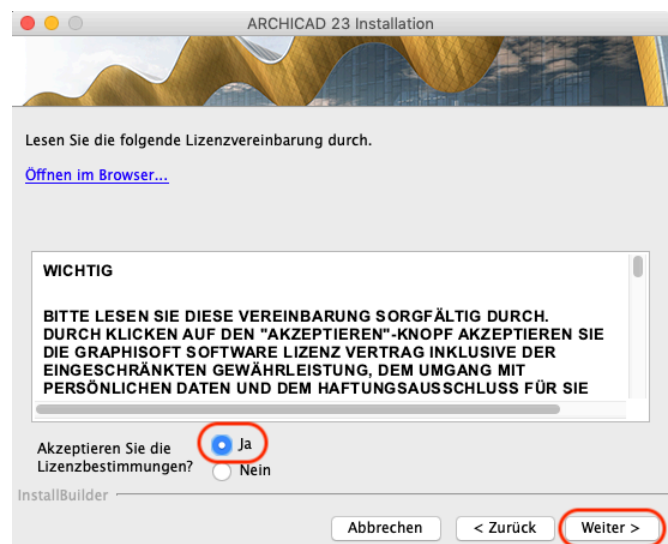 ARCHICAD 23 Installation
Lesen Sie die folgende Lizenzvereinbarung durch.
Öffnen im Browser...
WICHTIG
BITTE LESEN SIE DIESE VEREINBARUNG SORGFÄLTIG DURCH.
DURCH KLICKEN AUF DEN "AKZEPTIEREN"-KNOPF AKZEPTIEREN SIE
DIE GRAPHISOFT SOFTWARE LIZENZ VERTRAG INKLUSIVE DER
EINGESCHRÄNKTEN GEWÄHRLEISTUNG, DEM UMGANG MIT
PERSÖNLICHEN DATEN UND DEM HAFTUNGSAUSSCHLUSS FÜR SIE
Akzeptieren Sie die
Lizenzbestimmungen?
Ja
Nein
InstallBuilder
Abbrechen
< Zurück
Weiter >